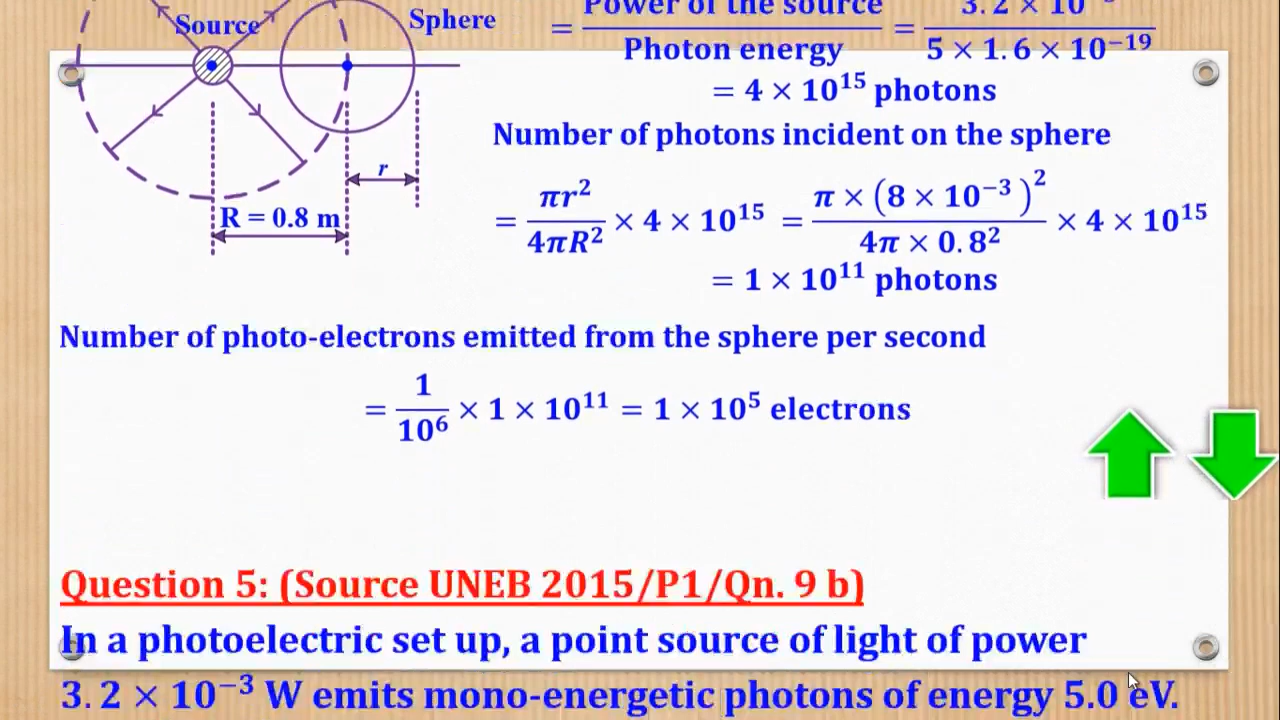 Source
Sphere
R = 0.8 m
r
= Power of the source / Photon energy = 3.2 × 10 / 5 × 1.6 × 10⁻¹⁹
= 4 × 10¹⁵ photons
Number of photons incident on the sphere
= πr² / 4πR² × 4 × 10¹⁵ = π × (8 × 10⁻³ )² / 4π × 0.8² × 4 × 10¹⁵
= 1 × 10¹¹ photons
Number of photo-electrons emitted from the sphere per second
= 1 / 10⁶ × 1 × 10¹¹ = 1 × 10⁵ electrons
Question 5: (Source UNEB 2015/P1/Qn. 9 b)
In a photoelectric set up, a point source of light of power
3.2 × 10⁻³ W emits mono-energetic photons of energy 5.0 eV.